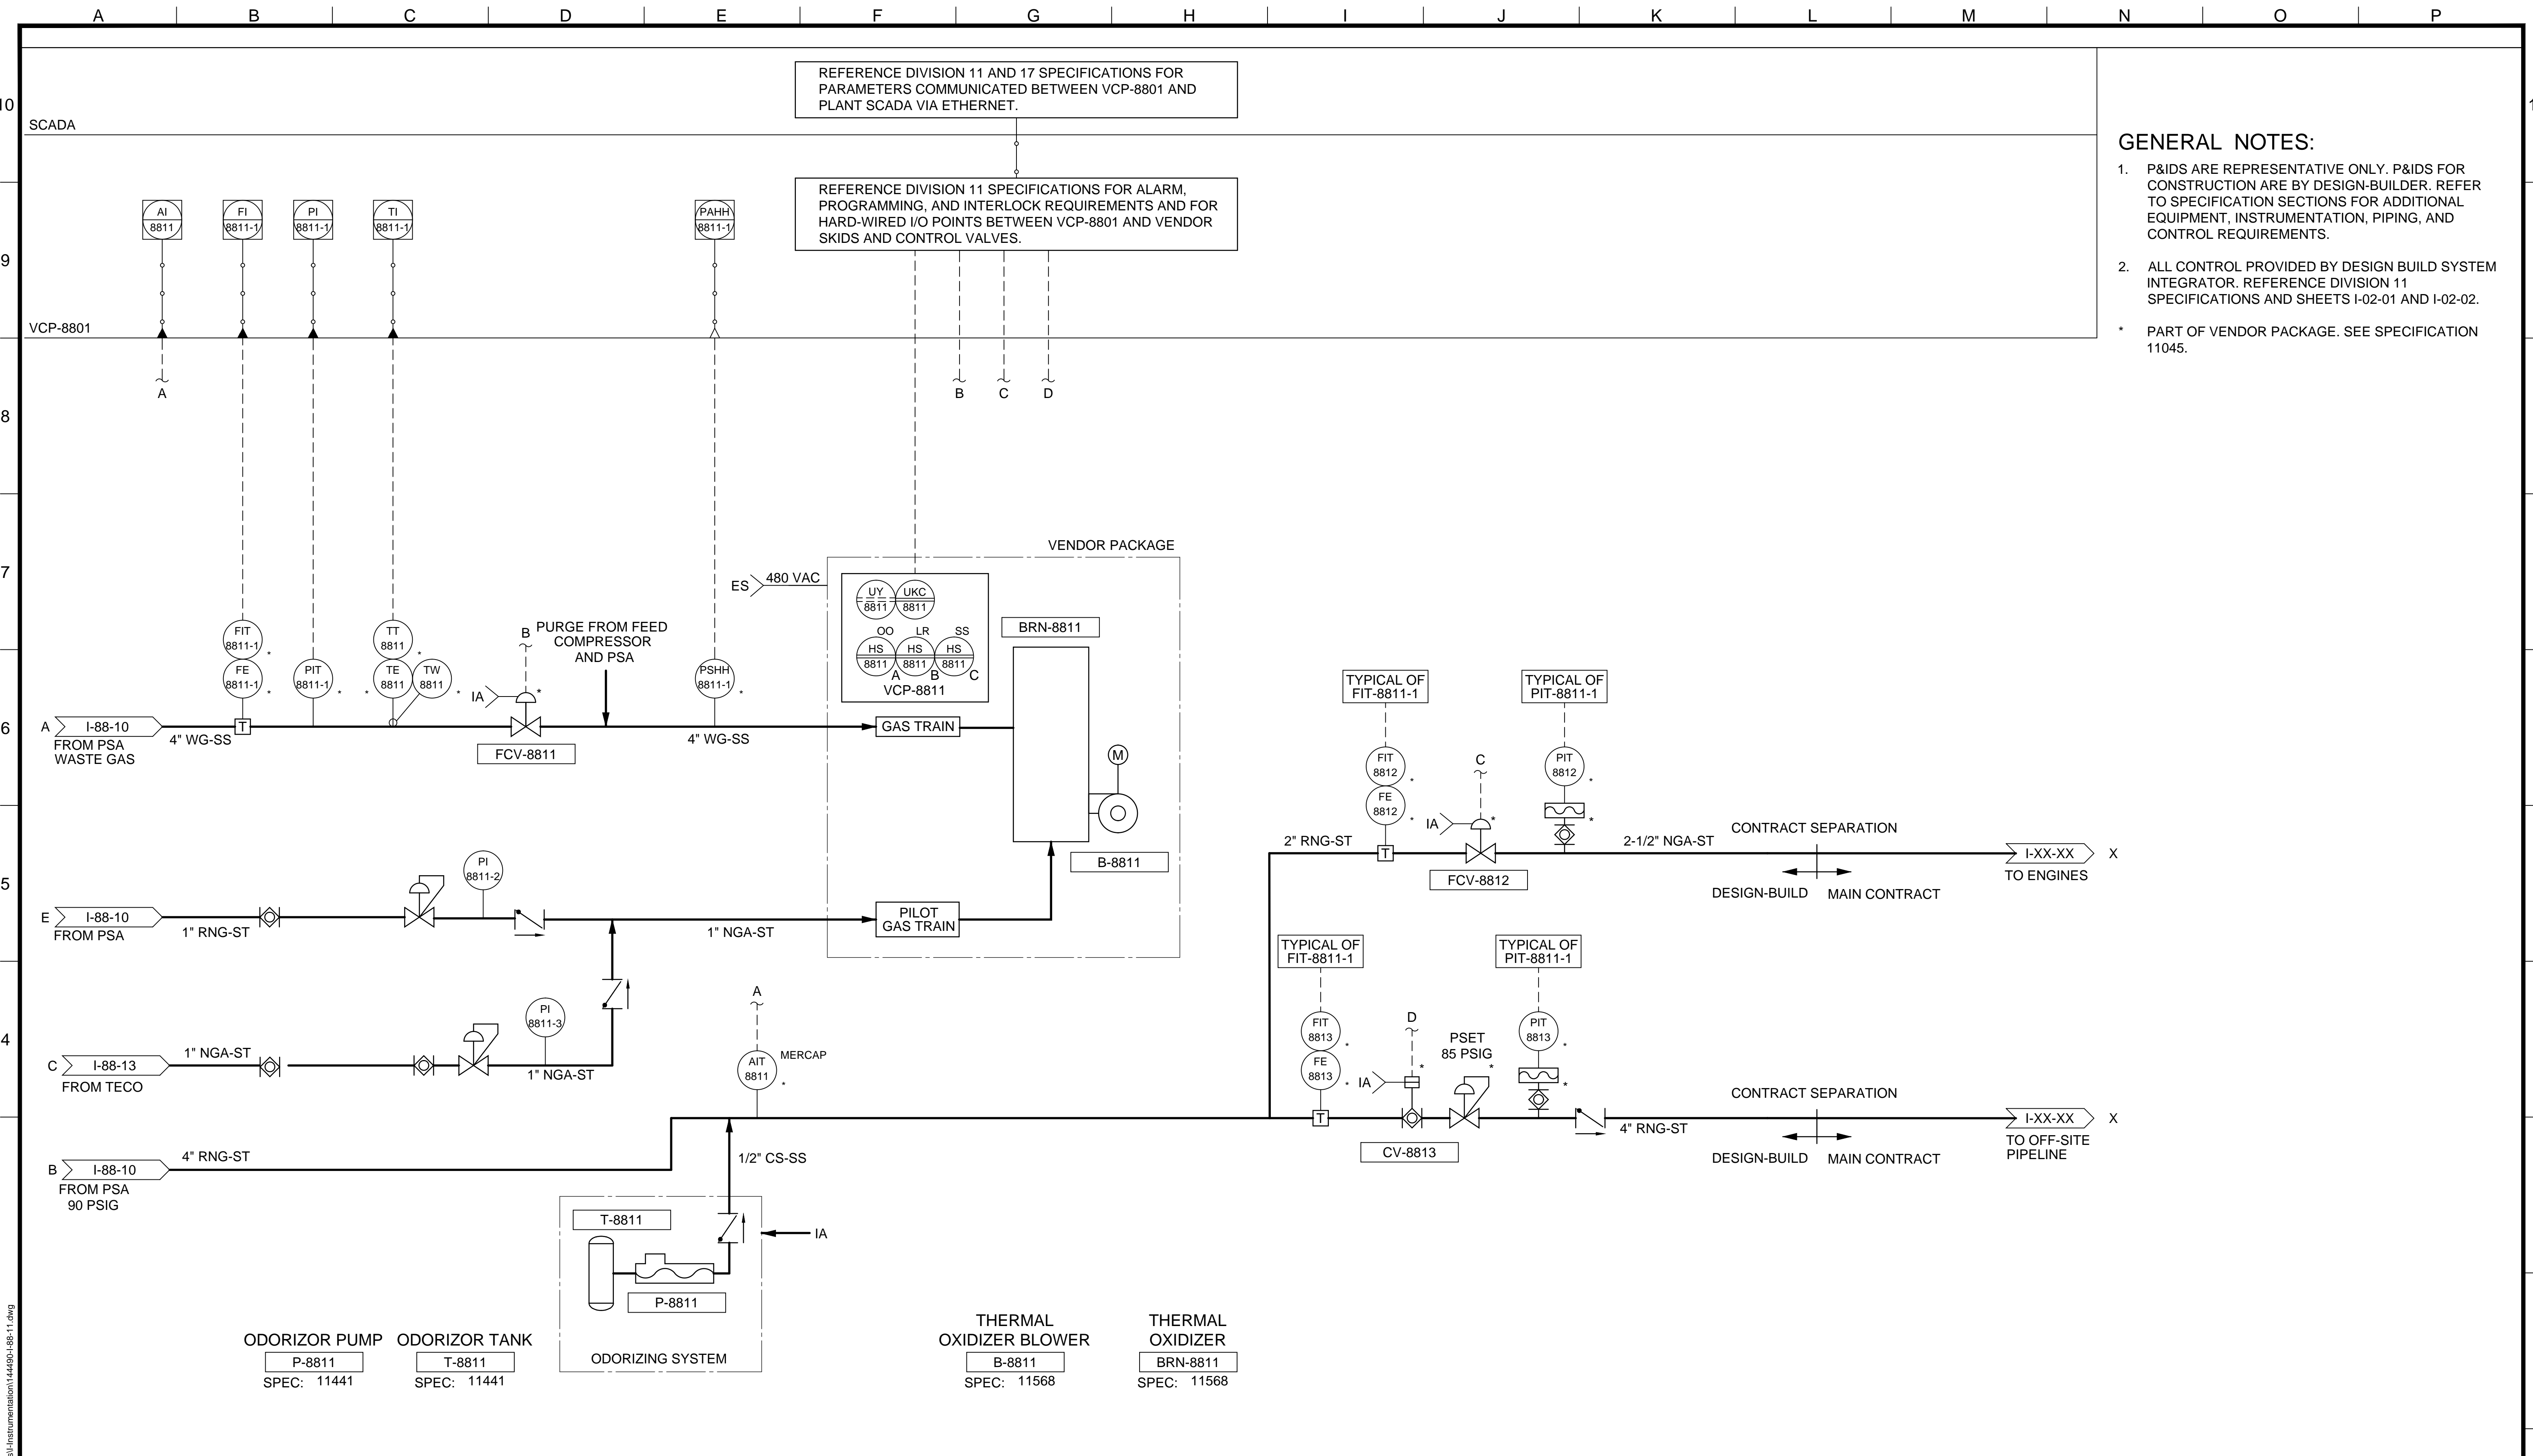 A B C D E F G H I J K L M N O P
10
9
8
7
6
5
4
REFERENCE DIVISION 11 AND 17 SPECIFICATIONS FOR
PARAMETERS COMMUNICATED BETWEEN VCP-8801 AND
PLANT SCADA VIA ETHERNET.
SCADA
REFERENCE DIVISION 11 SPECIFICATIONS FOR ALARM,
PROGRAMMING, AND INTERLOCK REQUIREMENTS AND FOR
HARD-WIRED I/O POINTS BETWEEN VCP-8801 AND VENDOR
SKIDS AND CONTROL VALVES.
GENERAL NOTES:
1. P&IDS ARE REPRESENTATIVE ONLY. P&IDS FOR
CONSTRUCTION ARE BY DESIGN-BUILDER. REFER
TO SPECIFICATION SECTIONS FOR ADDITIONAL
EQUIPMENT, INSTRUMENTATION, PIPING, AND
CONTROL REQUIREMENTS.
2. ALL CONTROL PROVIDED BY DESIGN BUILD SYSTEM
INTEGRATOR. REFERENCE DIVISION 11
SPECIFICATIONS AND SHEETS I-02-01 AND I-02-02.
* PART OF VENDOR PACKAGE. SEE SPECIFICATION
11045.
AI
8811
FI
8811-1
PI
8811-1
TI
8811-1
PAHH
8811-1
VCP-8801
A
B C D
VENDOR PACKAGE
ES 480 VAC
UY
8811
UKC
8811
OO LR SS
HS
8811
A
HS
8811
B
HS
8811
C
VCP-8811
BRN-8811
FIT
8811-1
*
FE
8811-1
*
PIT
8811-1
*
TT
8811
*
TE
8811
*
TW
8811
*
B
IA
*
PURGE FROM FEED
COMPRESSOR
AND PSA
PSHH
8811-1
*
A I-88-10
FROM PSA
WASTE GAS
4" WG-SS
T
FCV-8811
4" WG-SS
GAS TRAIN
M
B-8811
E I-88-10
FROM PSA
1" RNG-ST
PI
8811-2
1" NGA-ST
PILOT
GAS TRAIN
C I-88-13
FROM TECO
1" NGA-ST
PI
8811-3
1" NGA-ST
A
AIT
8811
MERCAP
*
B I-88-10
FROM PSA
90 PSIG
4" RNG-ST
1/2" CS-SS
T-8811
P-8811
IA
ODORIZING SYSTEM
TYPICAL OF
FIT-8811-1
TYPICAL OF
PIT-8811-1
FIT
8812
*
FE
8812
*
C
IA
*
PIT
8812
*
*
2" RNG-ST
T
FCV-8812
2-1/2" NGA-ST
CONTRACT SEPARATION
DESIGN-BUILD MAIN CONTRACT
I-XX-XX X
TO ENGINES
TYPICAL OF
FIT-8811-1
TYPICAL OF
PIT-8811-1
FIT
8813
*
FE
8813
*
D
IA
*
PSET
85 PSIG
*
PIT
8813
*
*
T
CV-8813
4" RNG-ST
CONTRACT SEPARATION
DESIGN-BUILD MAIN CONTRACT
I-XX-XX X
TO OFF-SITE
PIPELINE
ODORIZOR PUMP
P-8811
SPEC: 11441
ODORIZOR TANK
T-8811
SPEC: 11441
THERMAL
OXIDIZER BLOWER
B-8811
SPEC: 11568
THERMAL
OXIDIZER
BRN-8811
SPEC: 11568
s\I-Instrumentation\144490-I-88-11.dwg